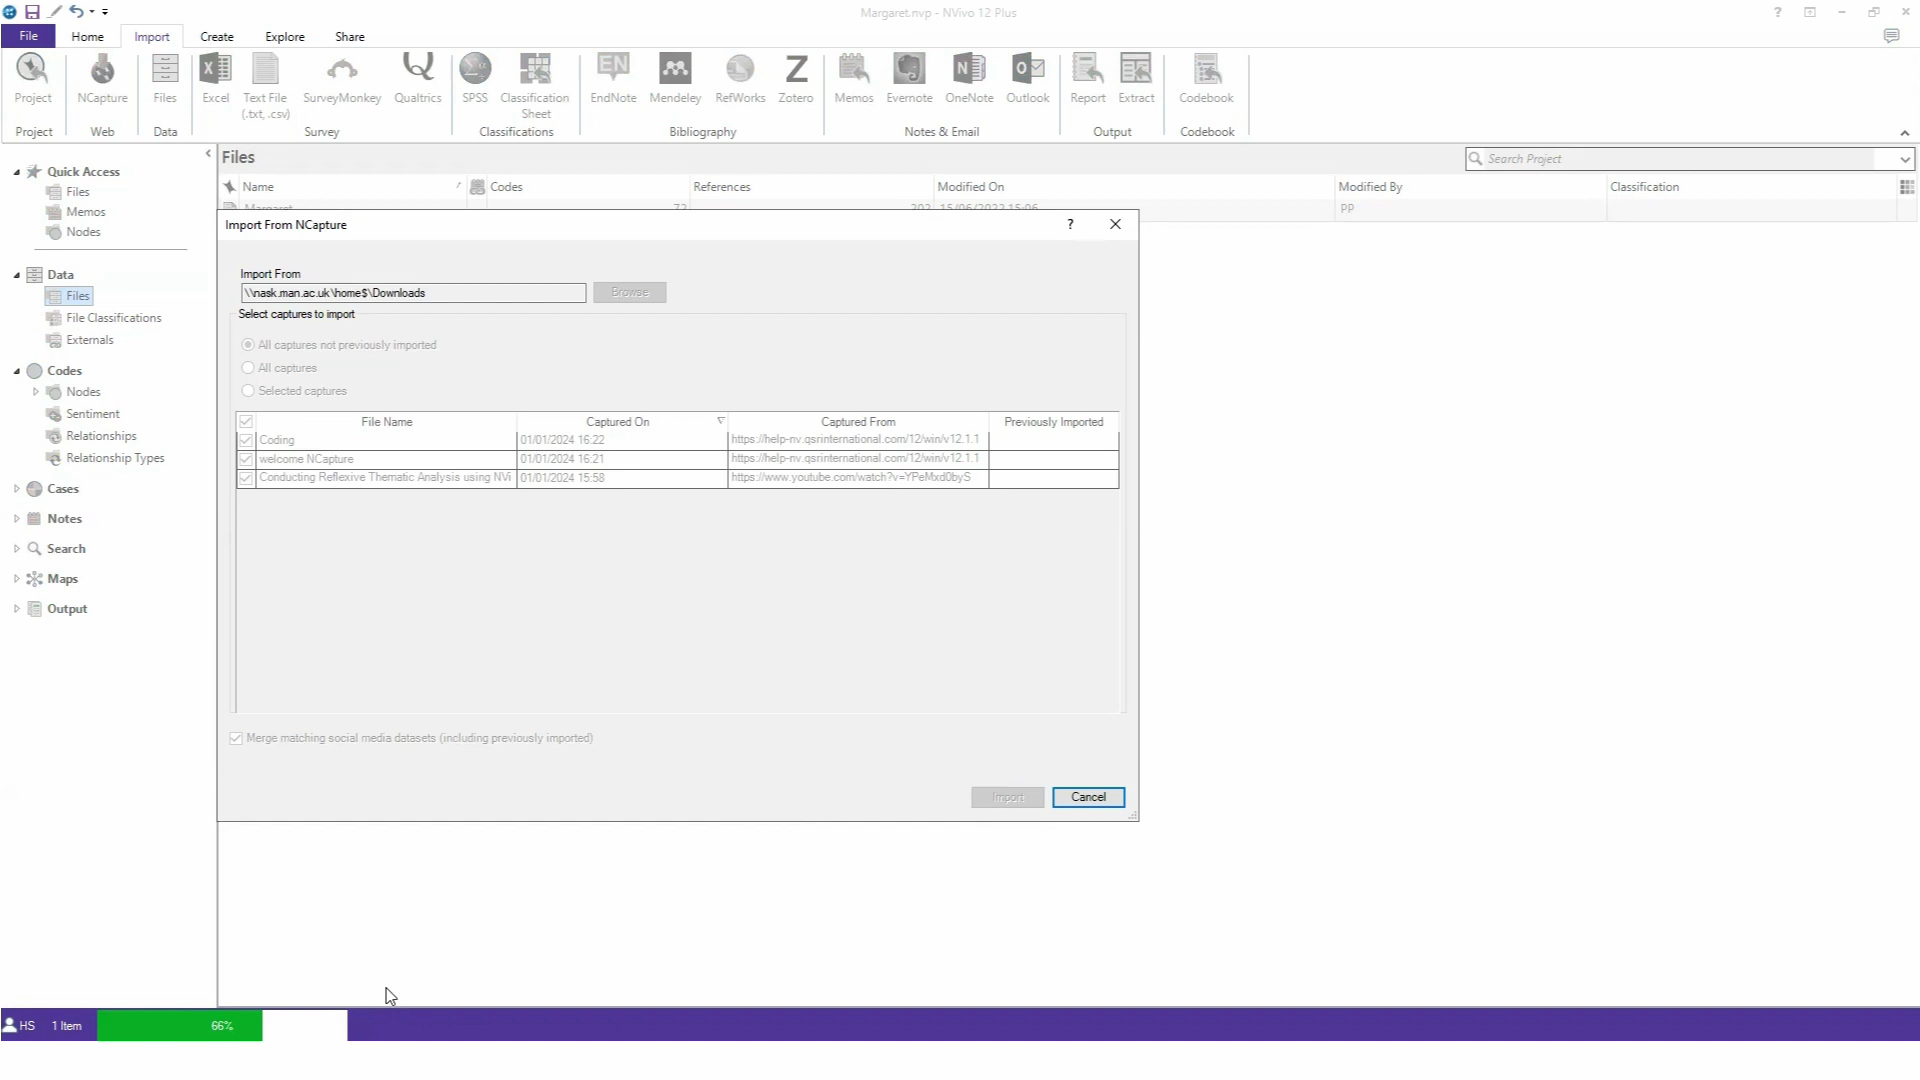 Margaret.nvp - NVivo 12 Plus
File Home Import Create Explore Share
Project NCapture Files Excel Text File (.txt, .csv) SurveyMonkey Qualtrics SPSS Classification Sheet EndNote Mendeley RefWorks Zotero Memos Evernote OneNote Outlook Report Extract Codebook
Project Web Data Survey Classifications Bibliography Notes & Email Output Codebook
Quick Access
Files
Memos
Nodes
Data
Files
File Classifications
Externals
Codes
Nodes
Sentiment
Relationships
Relationship Types
Cases
Notes
Search
Maps
Output
Files
Search Project
Name Codes References Modified On Modified By Classification
Margaret 72 202 15/06/2022 15:06 PP
Import From NCapture
?
Import From
\\nask.man.ac.uk\home$\Downloads Browse
Select captures to import
All captures not previously imported
All captures
Selected captures
File Name Captured On Captured From Previously Imported
Coding 01/01/2024 16:22 https://help-nv.qsrinternational.com/12/win/v12.1.1
welcome NCapture 01/01/2024 16:21 https://help-nv.qsrinternational.com/12/win/v12.1.1
Conducting Reflexive Thematic Analysis using NVi 01/01/2024 15:58 https://www.youtube.com/watch?v=YPeMxd0byS
Merge matching social media datasets (including previously imported)
Import Cancel
HS 1 Item 66%